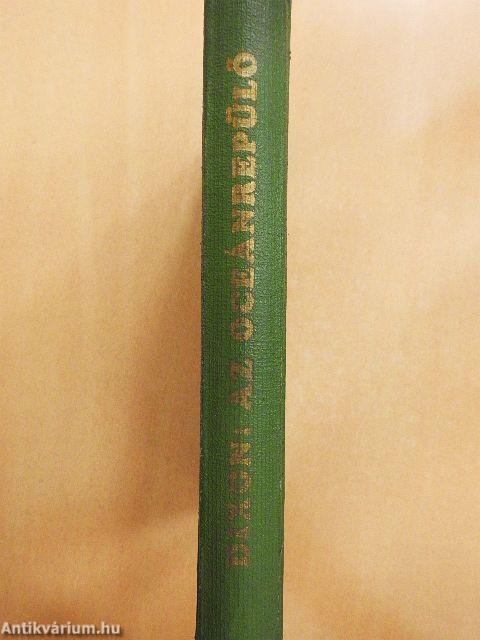 DIXON: AZ OCEÁNREPÜLŐ
Antikvárium.hu